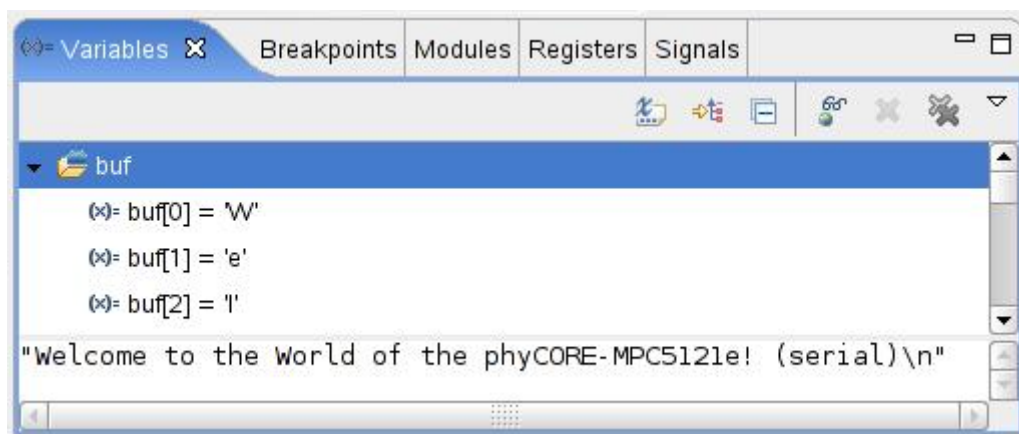 (x)= Variables Breakpoints Modules Registers Signals
buf
(x)= buf[0] = 'W'
(x)= buf[1] = 'e'
(x)= buf[2] = 'l'
"Welcome to the World of the phyCORE-MPC5121e! (serial)\n"